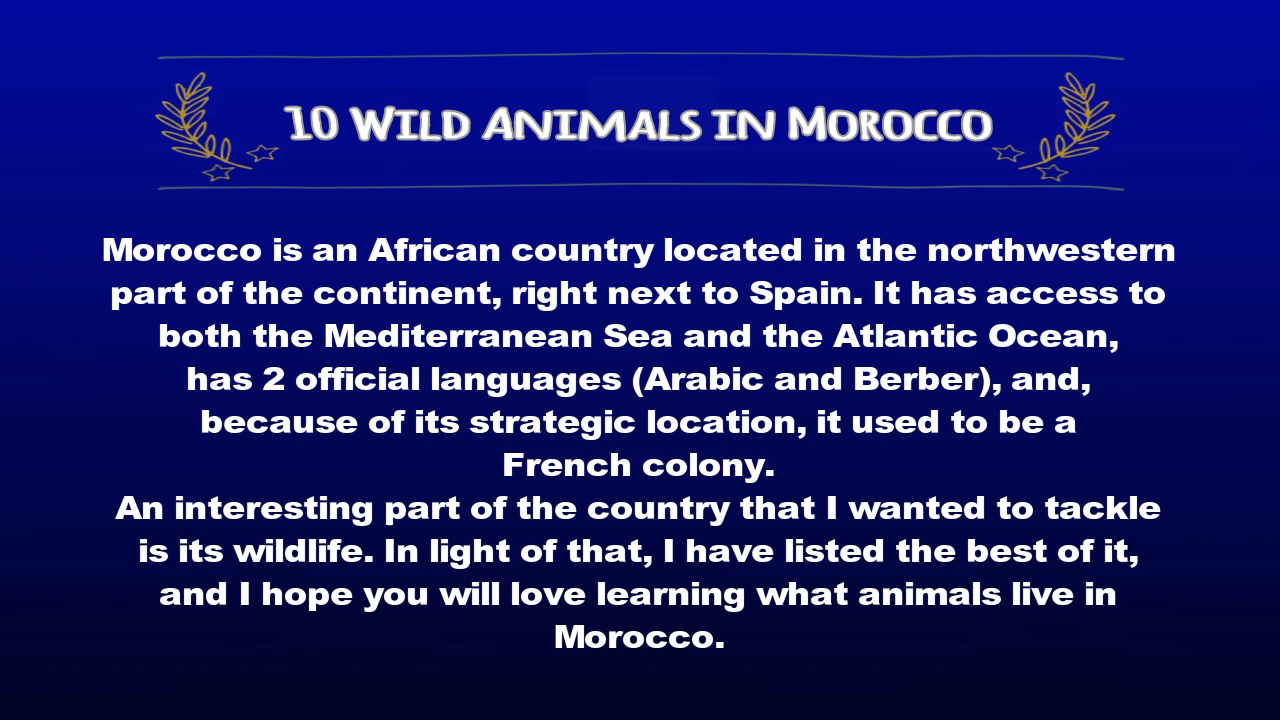 10 Wild Animals in Morocco
Morocco is an African country located in the northwestern
part of the continent, right next to Spain. It has access to
both the Mediterranean Sea and the Atlantic Ocean,
has 2 official languages (Arabic and Berber), and,
because of its strategic location, it used to be a
French colony.
An interesting part of the country that I wanted to tackle
is its wildlife. In light of that, I have listed the best of it,
and I hope you will love learning what animals live in
Morocco.